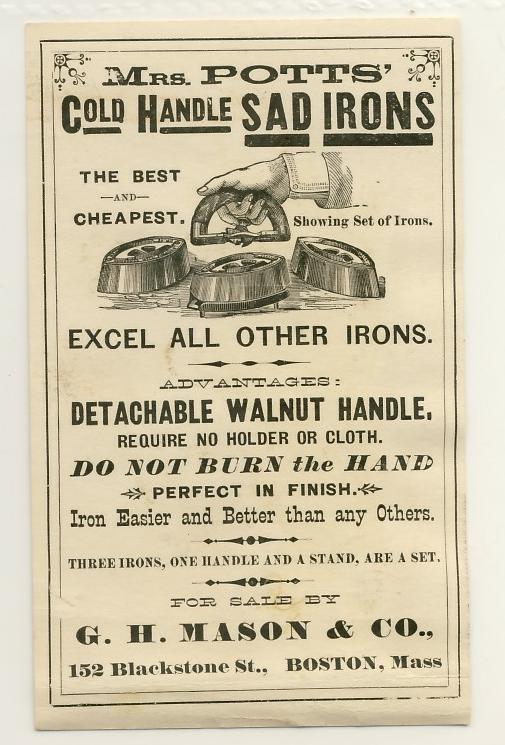 MRS. POTTS'
COLD HANDLE SAD IRONS
THE BEST
—AND—
CHEAPEST.
Showing Set of Irons.
EXCEL ALL OTHER IRONS.
ADVANTAGES:
DETACHABLE WALNUT HANDLE,
REQUIRE NO HOLDER OR CLOTH.
DO NOT BURN the HAND
PERFECT IN FINISH.
Iron Easier and Better than any Others.
THREE IRONS, ONE HANDLE AND A STAND, ARE A SET.
FOR SALE BY
G. H. MASON & CO.,
152 Blackstone St., BOSTON, Mass